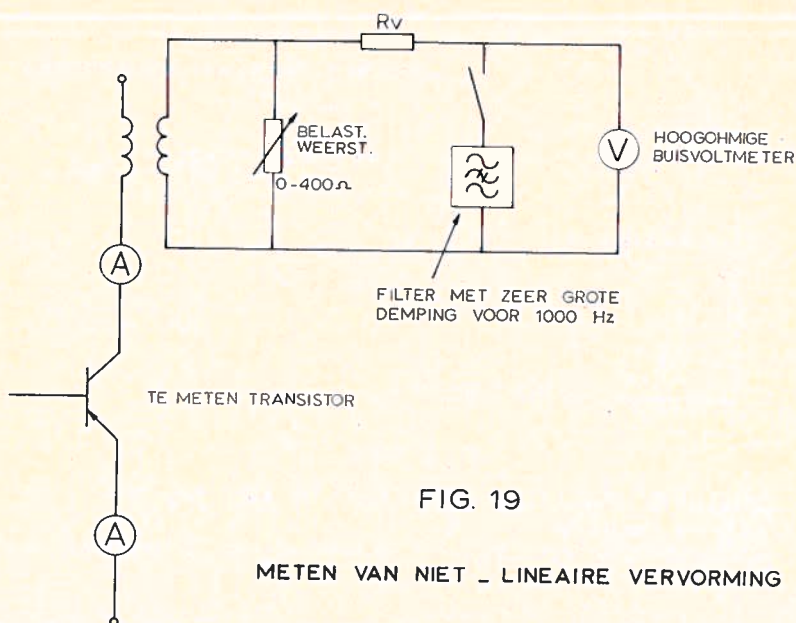 Rv
BELAST.
WEERST.
0-400Ω
V
HOOGOHMIGE
BUISVOLTMETER
A
FILTER MET ZEER GROTE
DEMPING VOOR 1000 Hz
TE METEN TRANSISTOR
FIG. 19
A
METEN VAN NIET _ LINEAIRE VERVORMING